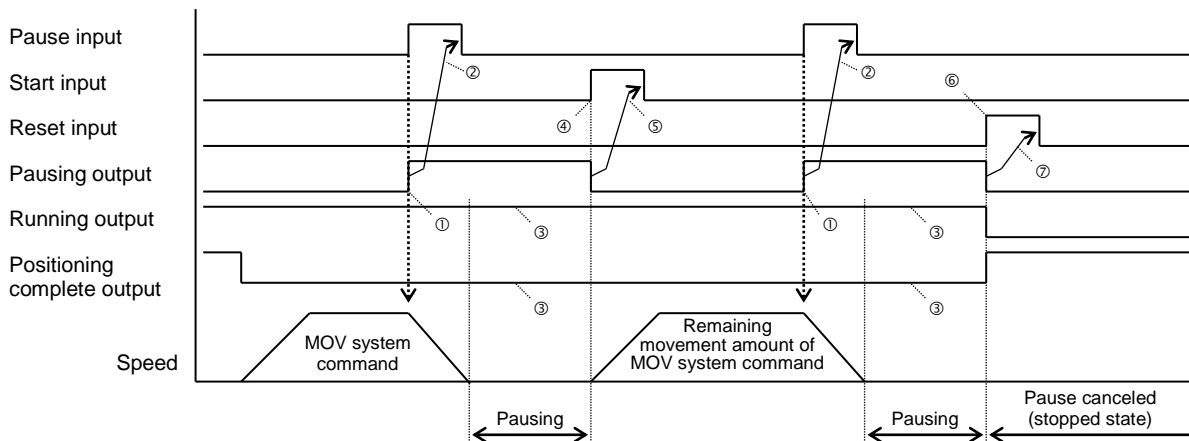 Pause input
②
②
Start input
⑥
④
⑤
Reset input
Pausing output
⑦
①
①
Running output
③
③
Positioning
complete output
③
③
MOV system
command
Remaining
movement amount of
MOV system command
Speed
Pausing
Pausing
Pause canceled
(stopped state)